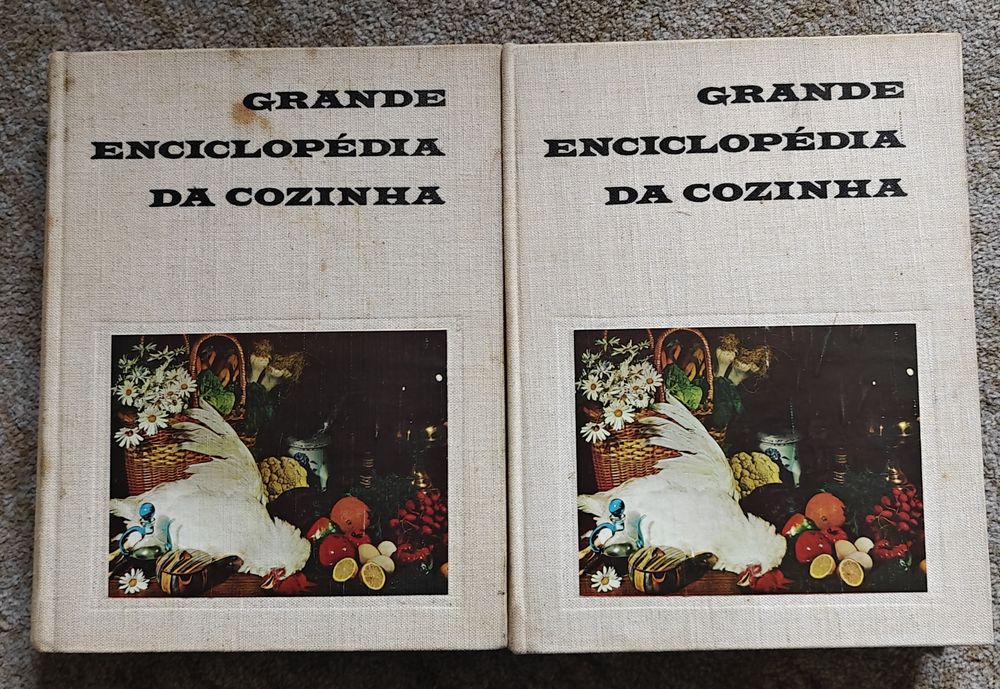 GRANDE
ENCICLOPÉDIA
DA COZINHA
GRANDE
ENCICLOPÉDIA
DA COZINHA